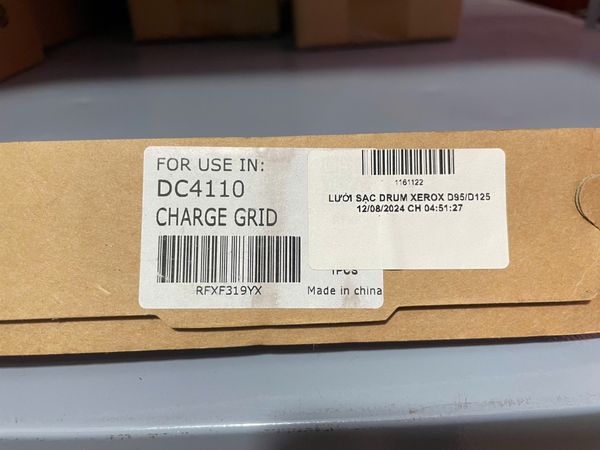 FOR USE IN:
DC4110
CHARGE GRID
RFXF319YX
1PCS
Made in china
1161122
LƯỚI SẠC DRUM XEROX D95/D125
12/08/2024 CH 04:51:27